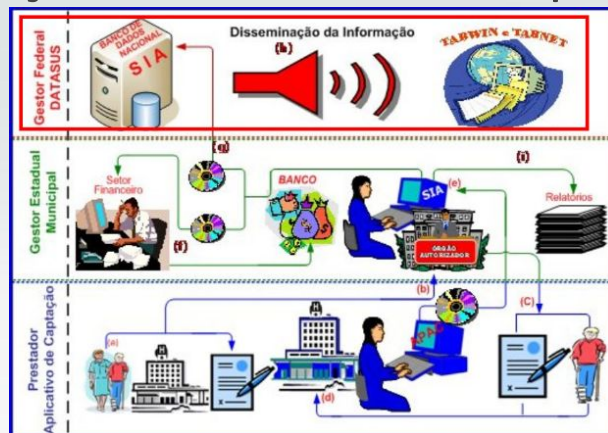 Gestor Federal
DATASUS
BANCO DE
DADOS
NACIONAL
SIA
Disseminação da Informação
(h)
TABWIN e TABNET
Gestor Estadual
Municipal
Setor
Financeiro
(g)
(f)
BANCO
SIA
(e)
ÓRGÃO
AUTORIZADOR
(i)
Relatórios
Prestador
Aplicativo de Captação
(a)
(b)
APAC
(C)
(d)